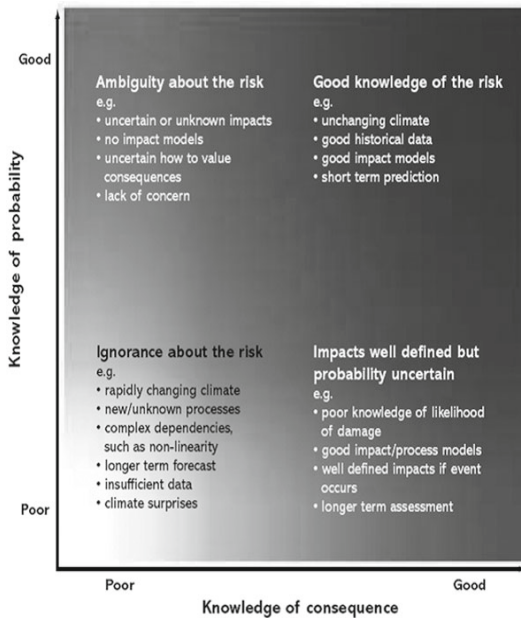 Good
Knowledge of probability
Poor
Ambiguity about the risk
e.g.
• uncertain or unknown impacts
• no impact models
• uncertain how to value
consequences
• lack of concern
Good knowledge of the risk
e.g.
• unchanging climate
• good historical data
• good impact models
• short term prediction
Ignorance about the risk
e.g.
• rapidly changing climate
• new/unknown processes
• complex dependencies,
such as non-linearity
• longer term forecast
• insufficient data
• climate surprises
Impacts well defined but
probability uncertain
e.g.
• poor knowledge of likelihood
of damage
• good impact/process models
• well defined impacts if event
occurs
• longer term assessment
Poor
Good
Knowledge of consequence